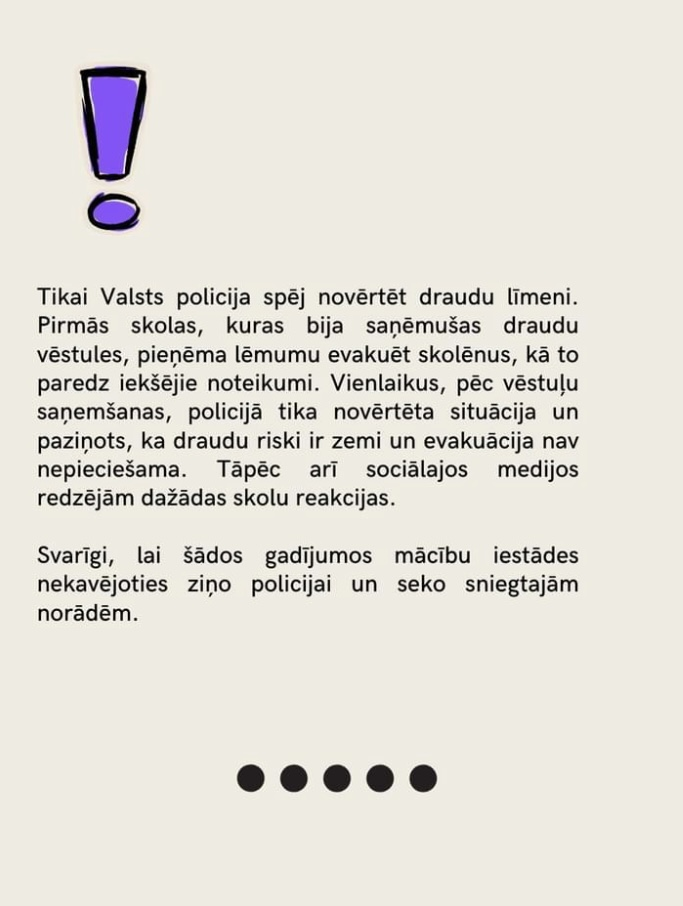 Tikai Valsts policija spēj novērtēt draudu līmeni.
Pirmās skolas, kuras bija saņēmušas draudu
vēstules, pieņēma lēmumu evakuēt skolēnus, kā to
paredz iekšējie noteikumi. Vienlaikus, pēc vēstuļu
saņemšanas, policijā tika novērtēta situācija un
paziņots, ka draudu riski ir zemi un evakuācija nav
nepieciešama. Tāpēc arī sociālajos medijos
redzējām dažādas skolu reakcijas.
Svarīgi, lai šādos gadījumos mācību iestādes
nekavējoties ziņo policijai un seko sniegtajām
norādēm.